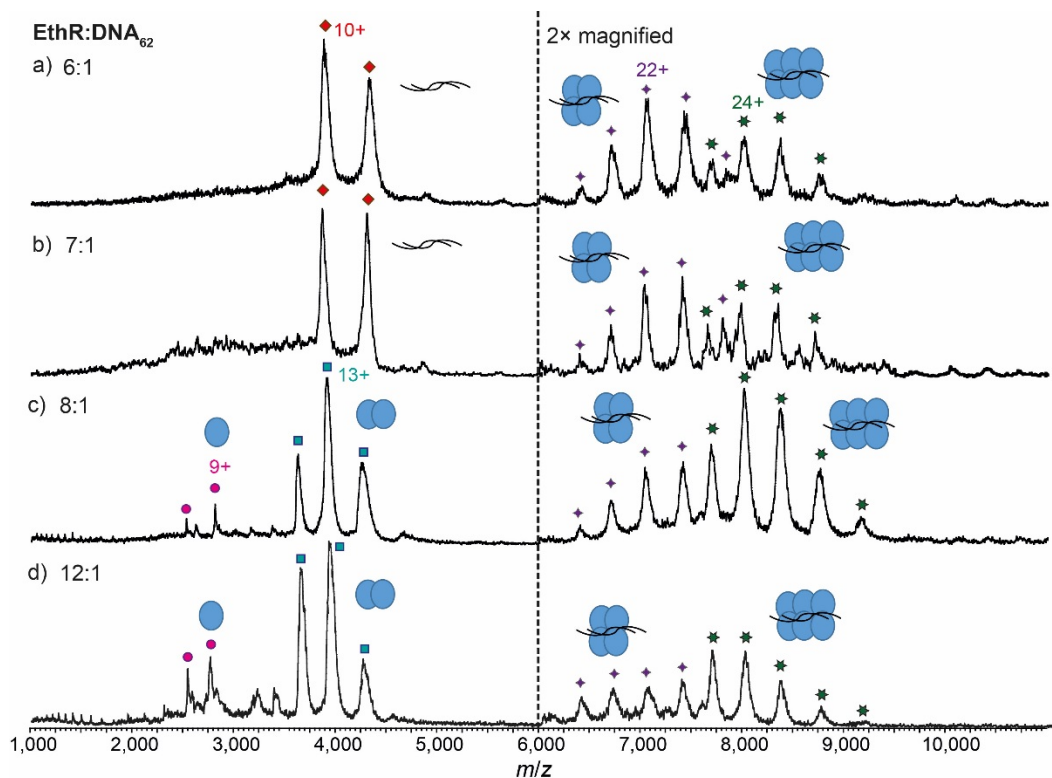 EthR:DNA62
2× magnified
a) 6:1
10+
22+
24+
b) 7:1
c) 8:1
13+
9+
d) 12:1
1,000 2,000 3,000 4,000 5,000 6,000 7,000 8,000 9,000 10,000
m/z